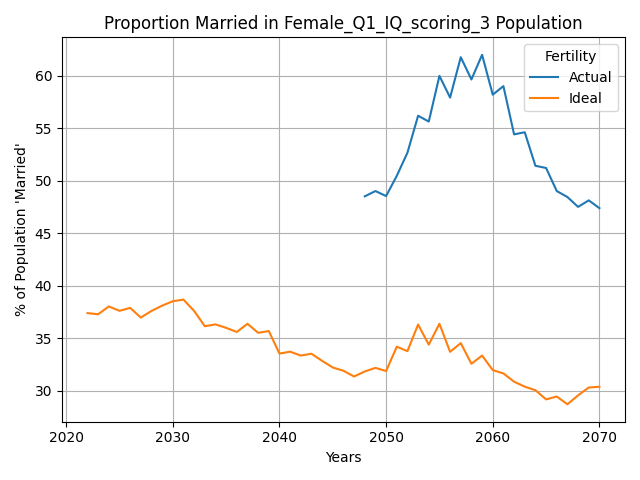 Proportion Married in Female_Q1_IQ_scoring_3 Population
Fertility
Actual
Ideal
% of Population 'Married'
60
55
50
45
40
35
30
2020
2030
2040
2050
2060
2070
Years